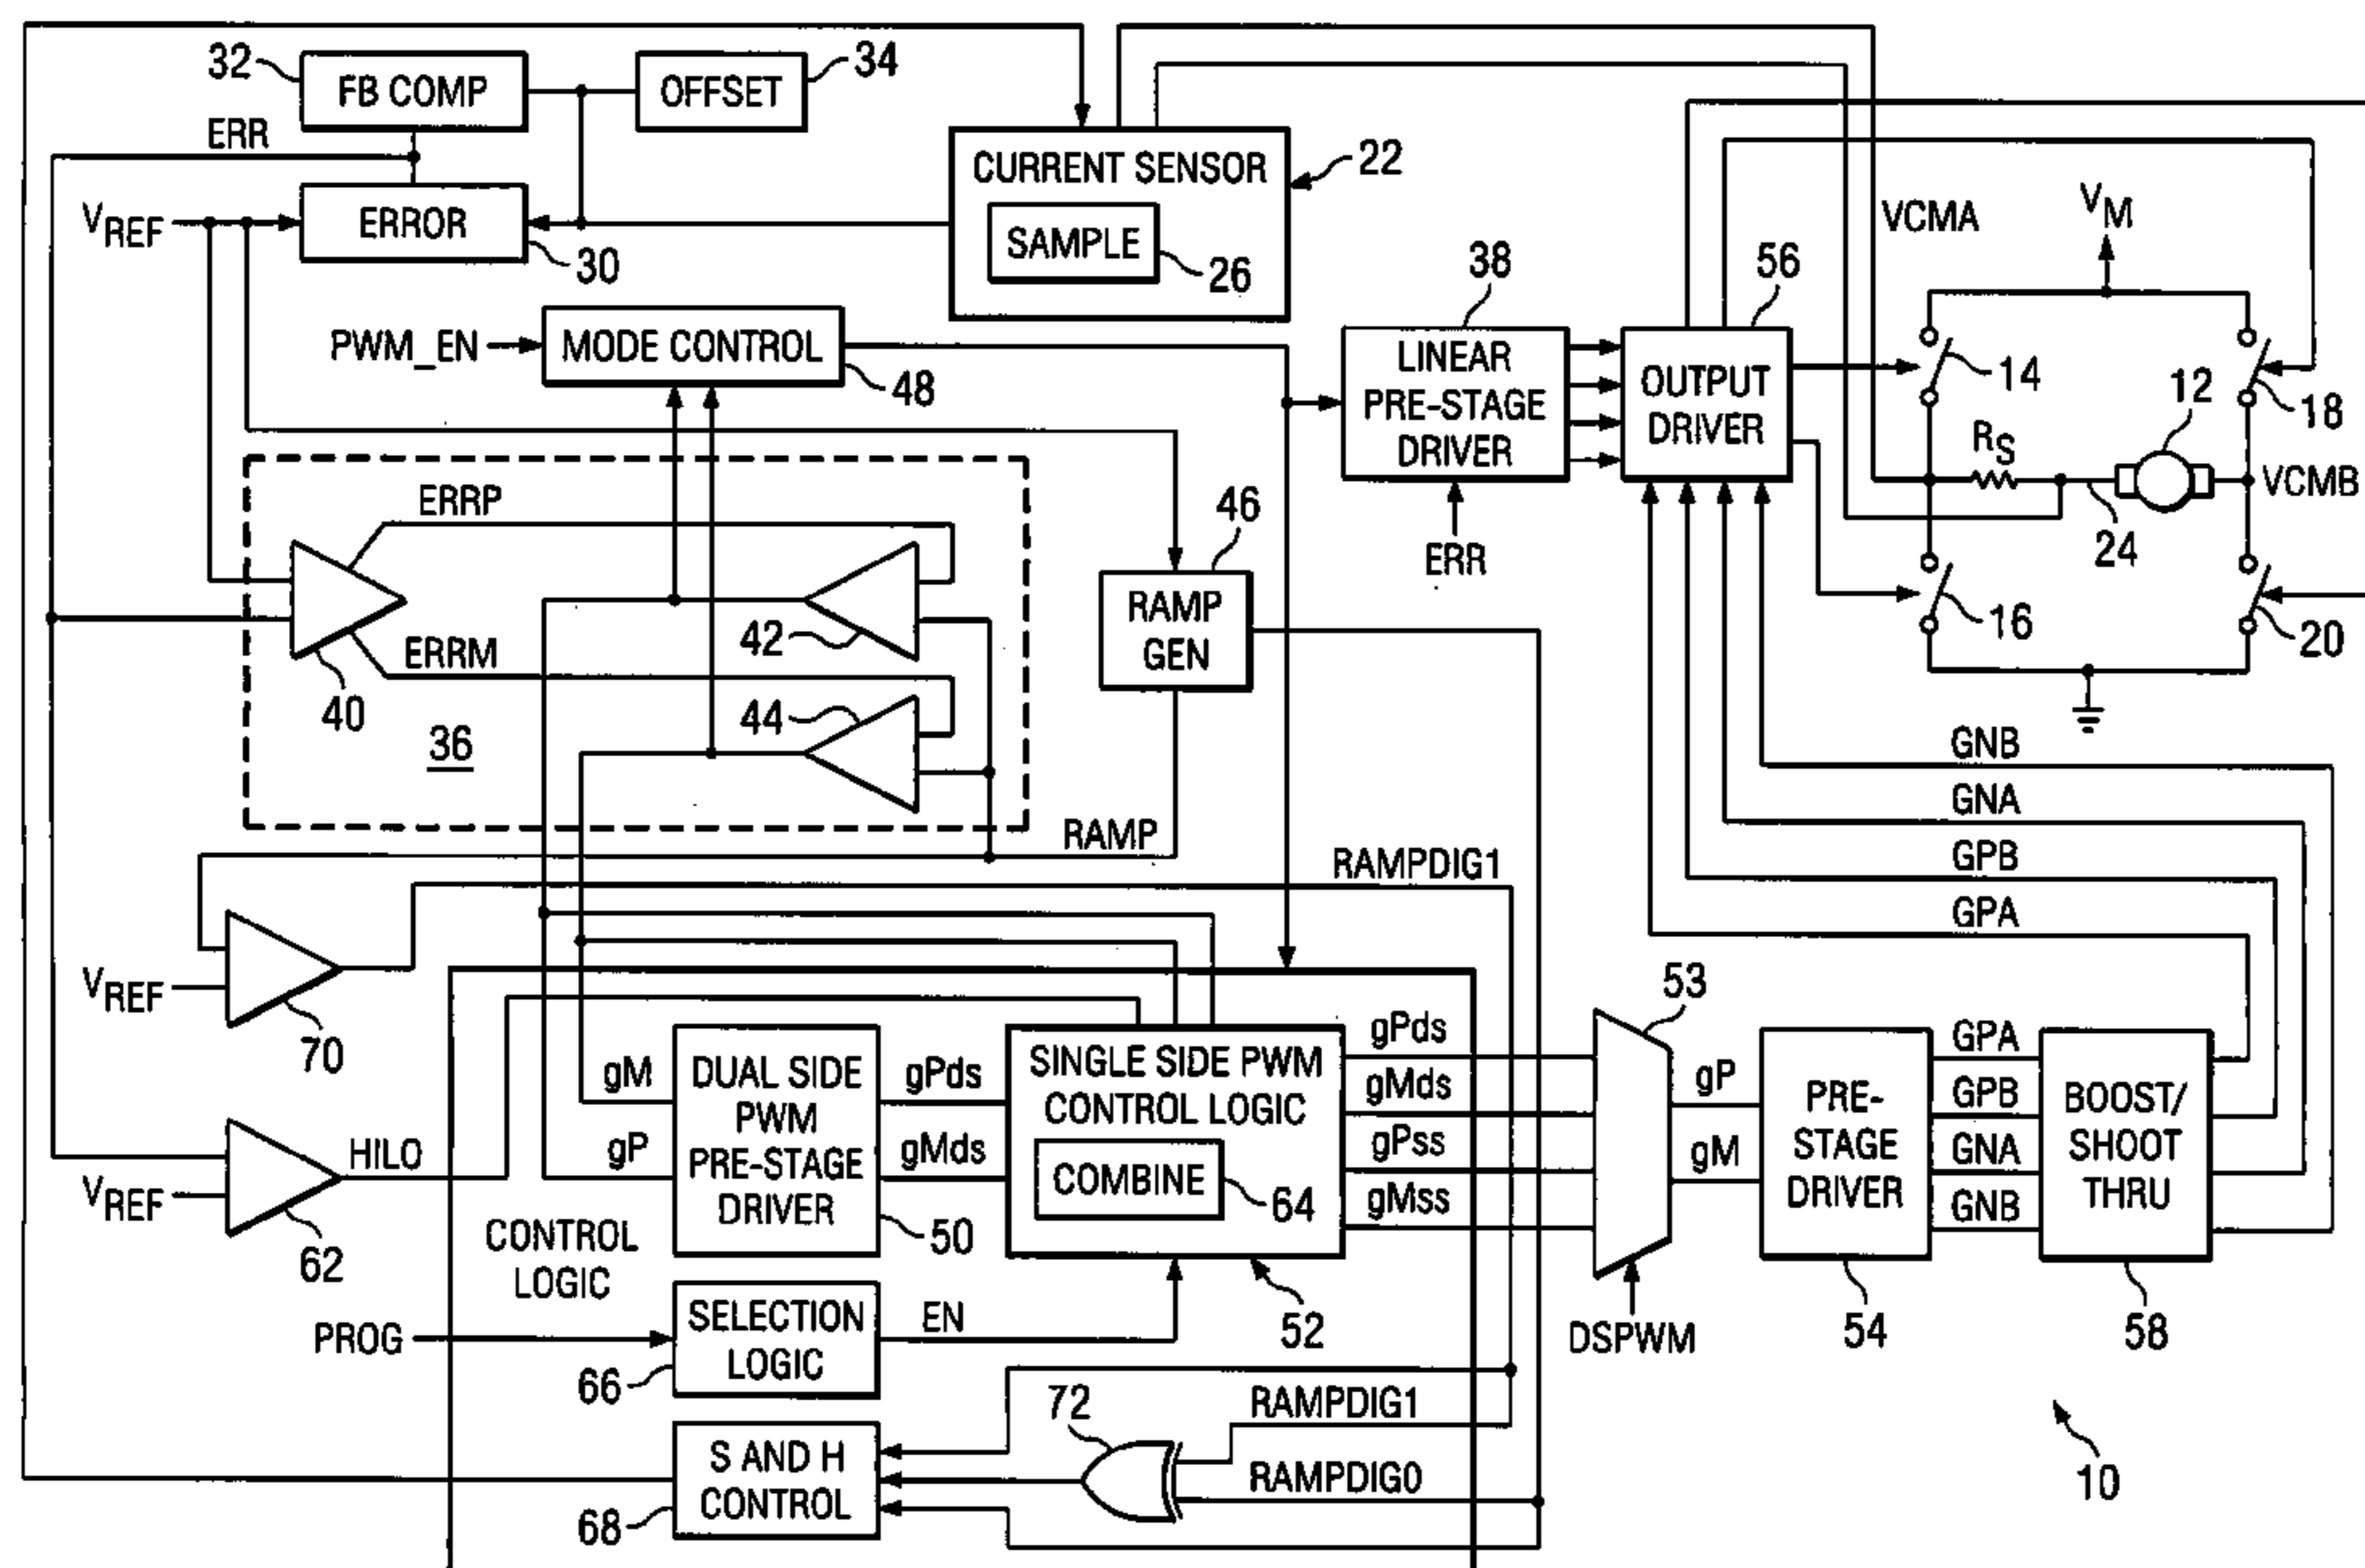 32
FB COMP
OFFSET
34
ERR
CURRENT SENSOR
22
SAMPLE
26
VREF
ERROR
30
VCMA
VM
38
56
PWM_EN
MODE CONTROL
48
LINEAR
PRE-STAGE
DRIVER
OUTPUT
DRIVER
14
12
18
RS
VCMB
24
ERR
ERRP
46
42
RAMP
GEN
16
20
ERRM
40
44
36
GNB
GNA
GPB
GPA
RAMP
RAMPDIG1
VREF
70
53
gM
gP
DUAL SIDE
PWM
PRE-STAGE
DRIVER
50
gPds
gMds
SINGLE SIDE PWM
CONTROL LOGIC
COMBINE
64
gPds
gMds
gPss
gMss
gP
gM
PRE-
STAGE
DRIVER
GPA
GPB
GNA
GNB
BOOST/
SHOOT
THRU
HILO
VREF
62
CONTROL
LOGIC
PROG
SELECTION
LOGIC
66
EN
52
DSPWM
54
58
72
RAMPDIG1
RAMPDIG0
S AND H
CONTROL
68
10